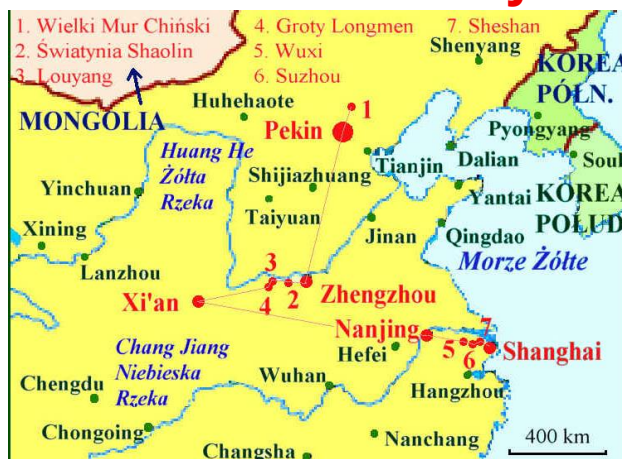 1. Wielki Mur Chiński
2. Światynia Shaolin
3. Louyang
4. Groty Longmen
5. Wuxi
6. Suzhou
7. Sheshan
Shenyang
KOREA
PÓŁN.
MONGOLIA
Huhehaote
1
Pekin
Pyongyang
Huang He
Żółta
Rzeka
Tianjin
Dalian
Soul
Shijiazhuang
Yinchuan
Yantai
KOREA
POŁUD
Taiyuan
Xining
Jinan
Qingdao
Lanzhou
Morze Żółte
3
4
2
Zhengzhou
Xi'an
Nanjing
7
5
6
Shanghai
Chang Jiang
Niebieska
Rzeka
Hefei
Wuhan
Hangzhou
Chengdu
Chongoing
Nanchang
Changsha
400 km